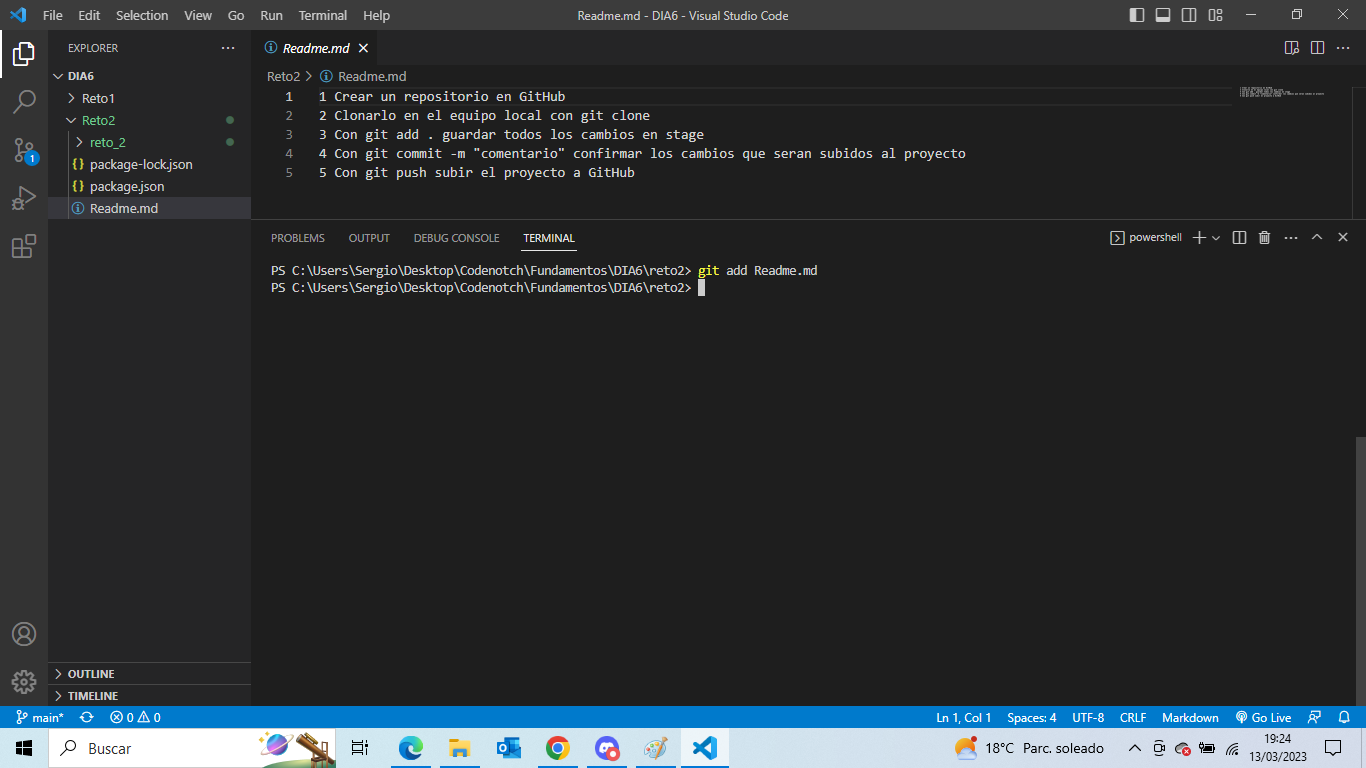 File Edit Selection View Go Run Terminal Help Readme.md - DIA6 - Visual Studio Code
EXPLORER
DIA6
Reto1
Reto2
reto_2
{} package-lock.json
{} package.json
Readme.md
OUTLINE
TIMELINE
1
Readme.md
Reto2 > Readme.md
1 1 Crear un repositorio en GitHub
2 2 Clonarlo en el equipo local con git clone
3 3 Con git add . guardar todos los cambios en stage
4 4 Con git commit -m "comentario" confirmar los cambios que seran subidos al proyecto
5 5 Con git push subir el proyecto a GitHub
PROBLEMS OUTPUT DEBUG CONSOLE TERMINAL powershell
PS C:\Users\Sergio\Desktop\Codenotch\Fundamentos\DIA6\reto2> git add Readme.md
PS C:\Users\Sergio\Desktop\Codenotch\Fundamentos\DIA6\reto2>
main* 0 0 Ln 1, Col 1 Spaces: 4 UTF-8 CRLF Markdown Go Live
Buscar 18°C Parc. soleado 19:24
13/03/2023